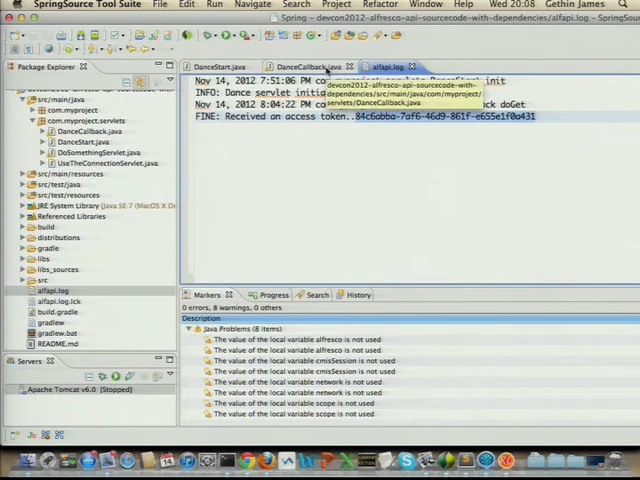 SpringSource Tool Suite File Edit Run Gethin Search Project Window Help Wed 20:08 Gethin James
Spring – devcon2012-alfresco-api-sourcecode-with-dependencies/alfapi.log
Package Explorer
src/main/java
com.myproject
com.myproject.servlets
DanceCallback.java
DanceStart.java
DoSomethingServlet.java
UseTheConnectionServlet.java
src/main/resources
src/test/java
src/test/resources
JRE System Library [Java SE 7 (MacOS X De
Referenced Libraries
build
distributions
gradle
libs
libs_sources
src
alfapi.log
alfapi.log.lck
build.gradle
gradlew
gradlew.bat
README.md
Servers
Apache Tomcat v6.0 [Stopped]
DanceStart.java
DanceCallback.java
alfapi.log
Nov 14, 2012 7:51:06 PM
init
INFO: Dance servlet
Nov 14, 2012 8:04:22 PM
doGet
FINE: Received an access token..84c6abba-7af6-46d9-861f-e655e1f0a431
devcon2012-alfresco-api-sourcecode-with-
dependencies/src/main/java/com/myproject/
servlets/DanceCallback.java
Markers
Progress
Search
History
0 errors, 8 warnings, 0 others
Description
Java Problems (8 items)
The value of the local variable alfresco is not used
The value of the local variable alfresco is not used
The value of the local variable cmisSession is not used
The value of the local variable cmisSession is not used
The value of the local variable network is not used
The value of the local variable network is not used
The value of the local variable scope is not used
The value of the local variable scope is not used